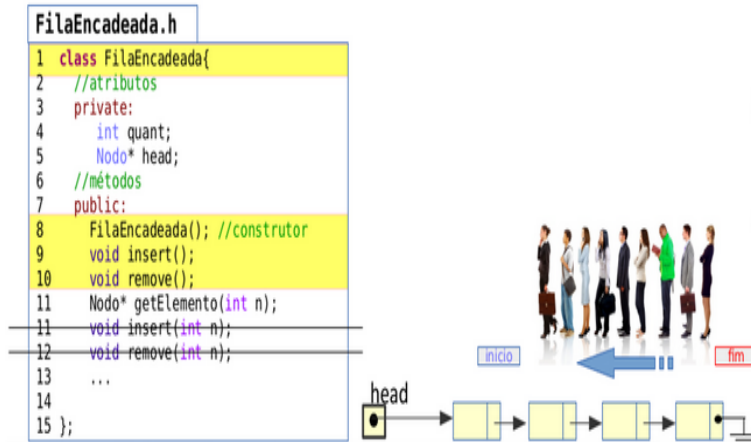 FilaEncadeada.h
1 class FilaEncadeada{
2 //atributos
3 private:
4 int quant;
5 Nodo* head;
6 //métodos
7 public:
8 FilaEncadeada(); //construtor
9 void insert();
10 void remove();
11 Nodo* getElemento(int n);
11 void insert(int n);
12 void remove(int n);
13 ...
14
15 };
início
fim
head